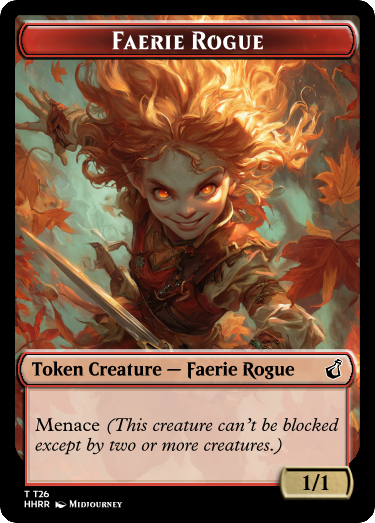 Faerie Rogue
Token Creature — Faerie Rogue
Menace (This creature can't be blocked
except by two or more creatures.)
1/1
T T26
HHRR Midjourney